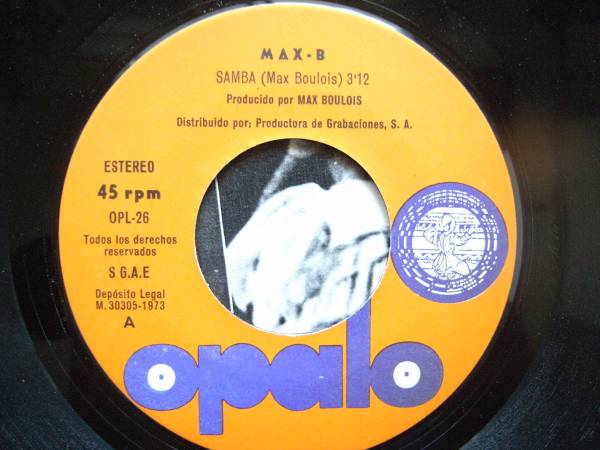 MAX-B
SAMBA (Max Boulois) 3'12
Producido por MAX BOULOIS
Distribuido por: Productora de Grabaciones, S. A.
ESTEREO
45 rpm
OPL-26
Todos los derechos
reservados
S G.A.E
Depósito Legal
M. 30305-1973
A
opalo